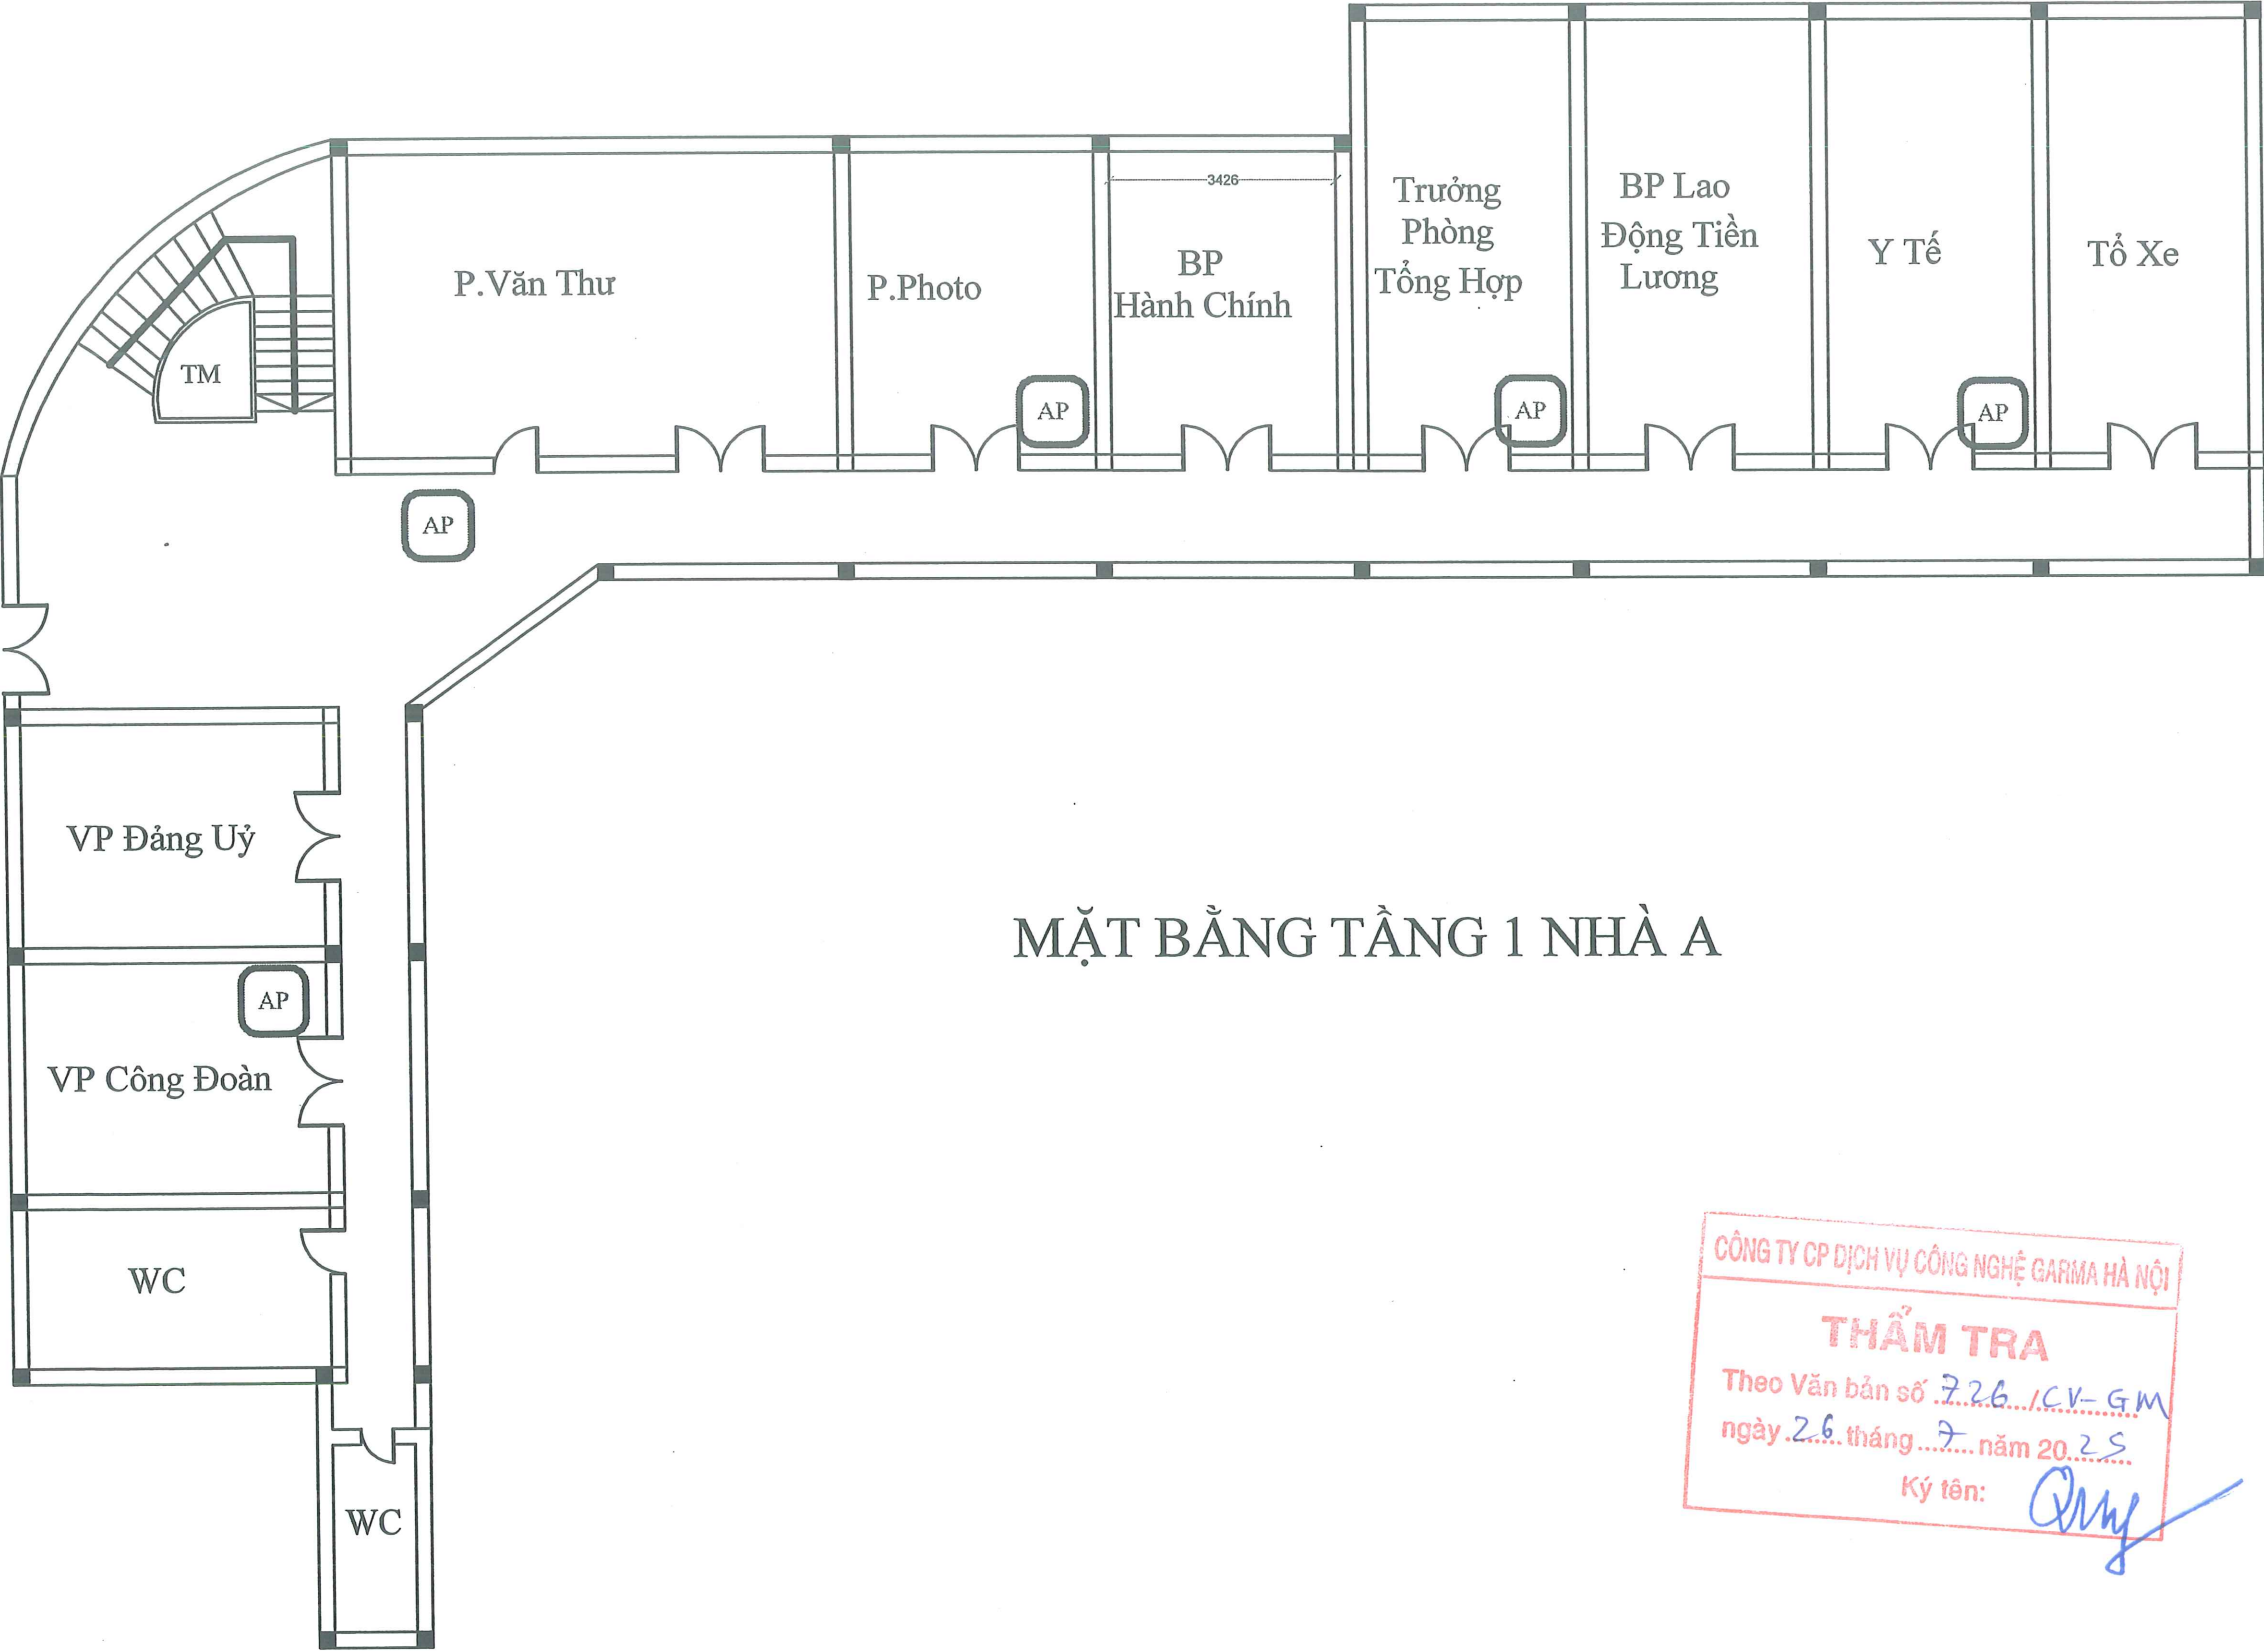 3426
P.Văn Thư
P.Photo
BP
Hành Chính
Trưởng
Phòng
Tổng Hợp
BP Lao
Động Tiền
Lương
Y Tế
Tổ Xe
TM
AP
AP
AP
AP
VP Đảng Uỷ
AP
VP Công Đoàn
WC
WC
MẶT BẰNG TẦNG 1 NHÀ A
CÔNG TY CP DỊCH VỤ CÔNG NGHỆ GARMA HÀ NỘI
THẨM TRA
Theo Văn bản số 726/CV-GM
ngày 26 tháng 7 năm 2025
Ký tên: